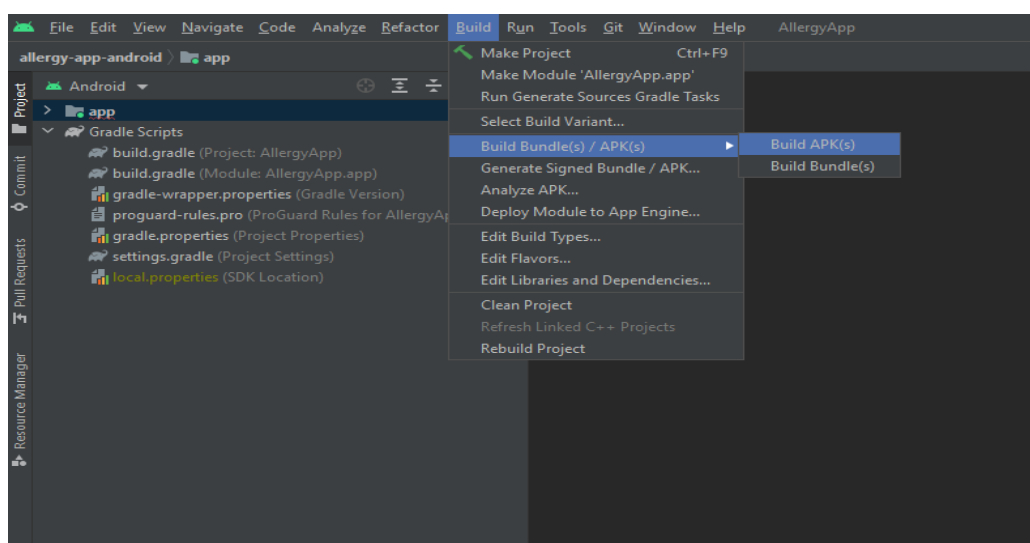 File Edit View Navigate Code Analyze Refactor Build Run Tools Git Window Help AllergyApp
allergy-app-android app
Android
app
Gradle Scripts
build.gradle (Project: AllergyApp)
build.gradle (Module: AllergyApp.app)
gradle-wrapper.properties (Gradle Version)
proguard-rules.pro (ProGuard Rules for AllergyAp
gradle.properties (Project Properties)
settings.gradle (Project Settings)
local.properties (SDK Location)
Project
Commit
Pull Requests
Resource Manager
Make Project Ctrl+F9
Make Module 'AllergyApp.app'
Run Generate Sources Gradle Tasks
Select Build Variant...
Build Bundle(s) / APK(s)
Generate Signed Bundle / APK...
Analyze APK...
Deploy Module to App Engine...
Edit Build Types...
Edit Flavors...
Edit Libraries and Dependencies...
Clean Project
Refresh Linked C++ Projects
Rebuild Project
Build APK(s)
Build Bundle(s)